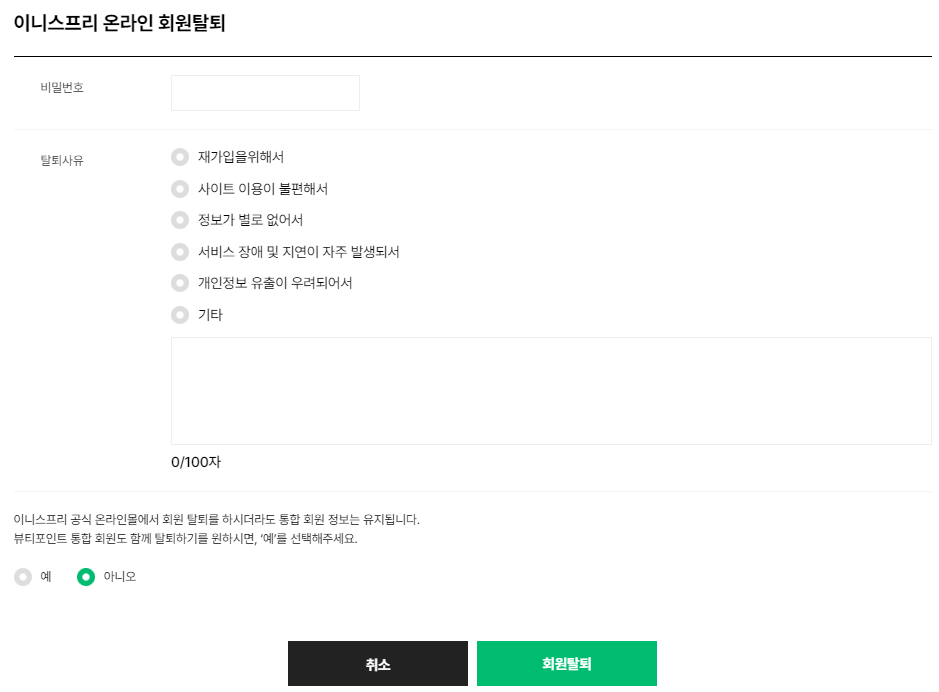 이니스프리 온라인 회원탈퇴
비밀번호
탈퇴사유
재가입을위해서
사이트 이용이 불편해서
정보가 별로 없어서
서비스 장애 및 지연이 자주 발생되서
개인정보 유출이 우려되어서
기타
0/100자
이니스프리 공식 온라인몰에서 회원 탈퇴를 하시더라도 통합 회원 정보는 유지됩니다.
뷰티포인트 통합 회원도 함께 탈퇴하기를 원하시면, ‘예’를 선택해주세요.
예 아니오
취소 회원탈퇴